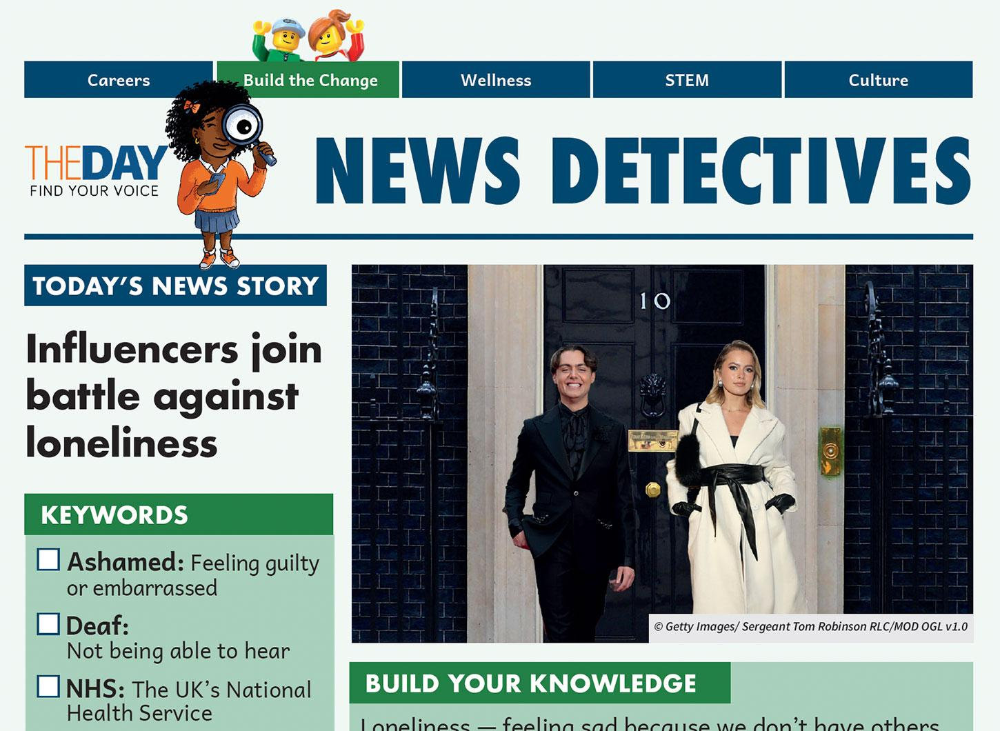 Careers
Build the Change
Wellness
STEM
Culture
THEDAY
FIND YOUR VOICE
NEWS DETECTIVES
TODAY’S NEWS STORY
Influencers join
battle against
loneliness
KEYWORDS
Ashamed: Feeling guilty
or embarrassed
Deaf:
Not being able to hear
NHS: The UK’s National
Health Service
10
© Getty Images/ Sergeant Tom Robinson RLC/MOD OGL v1.0
BUILD YOUR KNOWLEDGE
Loneliness — feeling sad because we don’t have others